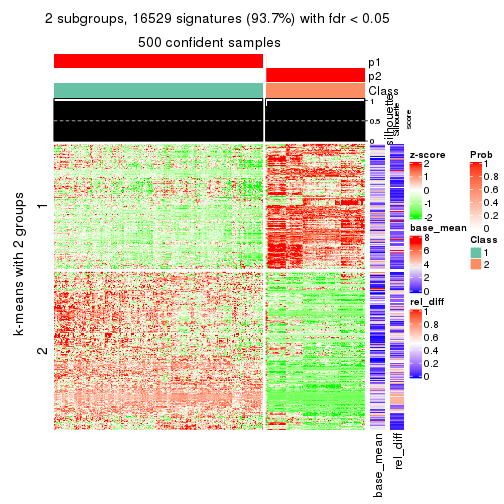 2 subgroups, 16529 signatures (93.7%) with fdr < 0.05
500 confident samples
p1
p2
Class
1
0.5
0
silhouette
Silhouette
score
k-means with 2 groups
1
2
z-score
2
1
0
-1
-2
base_mean
8
6
4
2
0
rel_diff
1
0.8
0.6
0.4
0.2
0
Prob
1
0.8
0.6
0.4
0.2
0
Class
1
2
base_mean
rel_diff